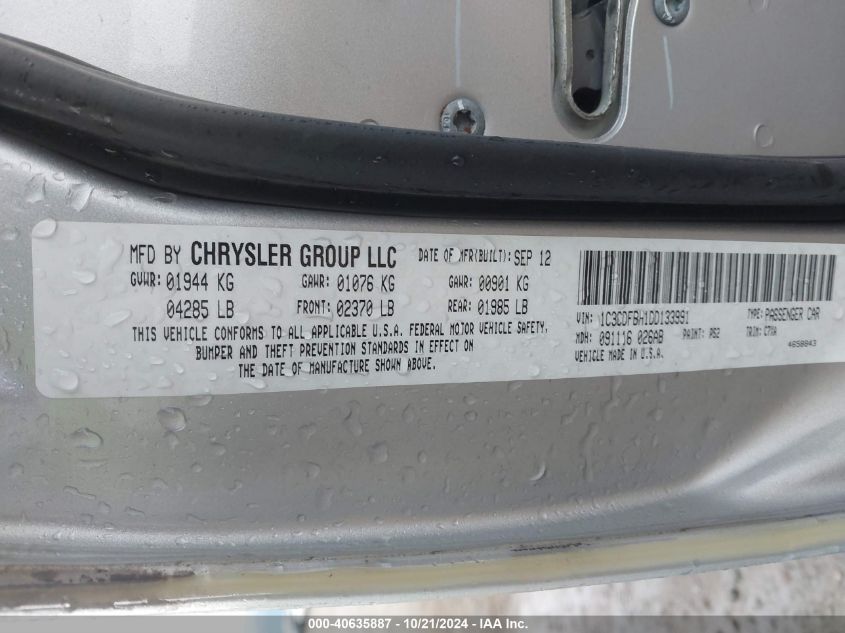 MFD BY CHRYSLER GROUP LLC DATE OF MFR(BUILT): SEP 12
GVWR: 01944 KG GAWR: 01076 KG GAWR: 00901 KG
04285 LB FRONT: 02370 LB REAR: 01985 LB
THIS VEHICLE CONFORMS TO ALL APPLICABLE U.S.A. FEDERAL MOTOR VEHICLE SAFETY,
BUMPER AND THEFT PREVENTION STANDARDS IN EFFECT ON
THE DATE OF MANUFACTURE SHOWN ABOVE.
VIN: 1C3CDFBH1DD133991 TYPE: PASSENGER CAR
MDH: 091116 026AB PAINT: PS2 TRIM: C7XA
VEHICLE MADE IN U.S.A. 4658843
000-40635887 - 10/21/2024 - IAA Inc.